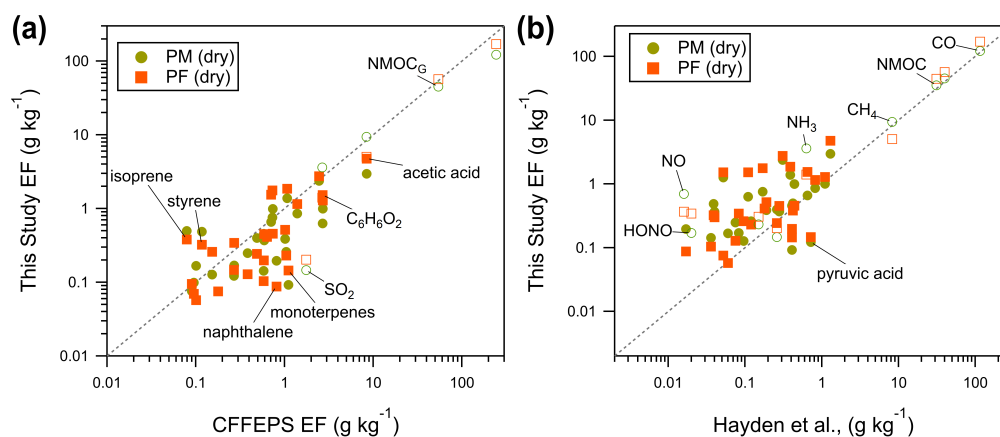 (a)
PM (dry)
PF (dry)
NMOC_G
isoprene
styrene
acetic acid
C₆H₆O₂
SO₂
monoterpenes
naphthalene
100
10
1
0.1
0.01
This Study EF (g kg⁻¹)
0.01 0.1 1 10 100
CFFEPS EF (g kg⁻¹)
(b)
PM (dry)
PF (dry)
CO
NMOC
CH₄
NH₃
NO
HONO
pyruvic acid
100
10
1
0.1
0.01
This Study EF (g kg⁻¹)
0.01 0.1 1 10 100
Hayden et al., (g kg⁻¹)